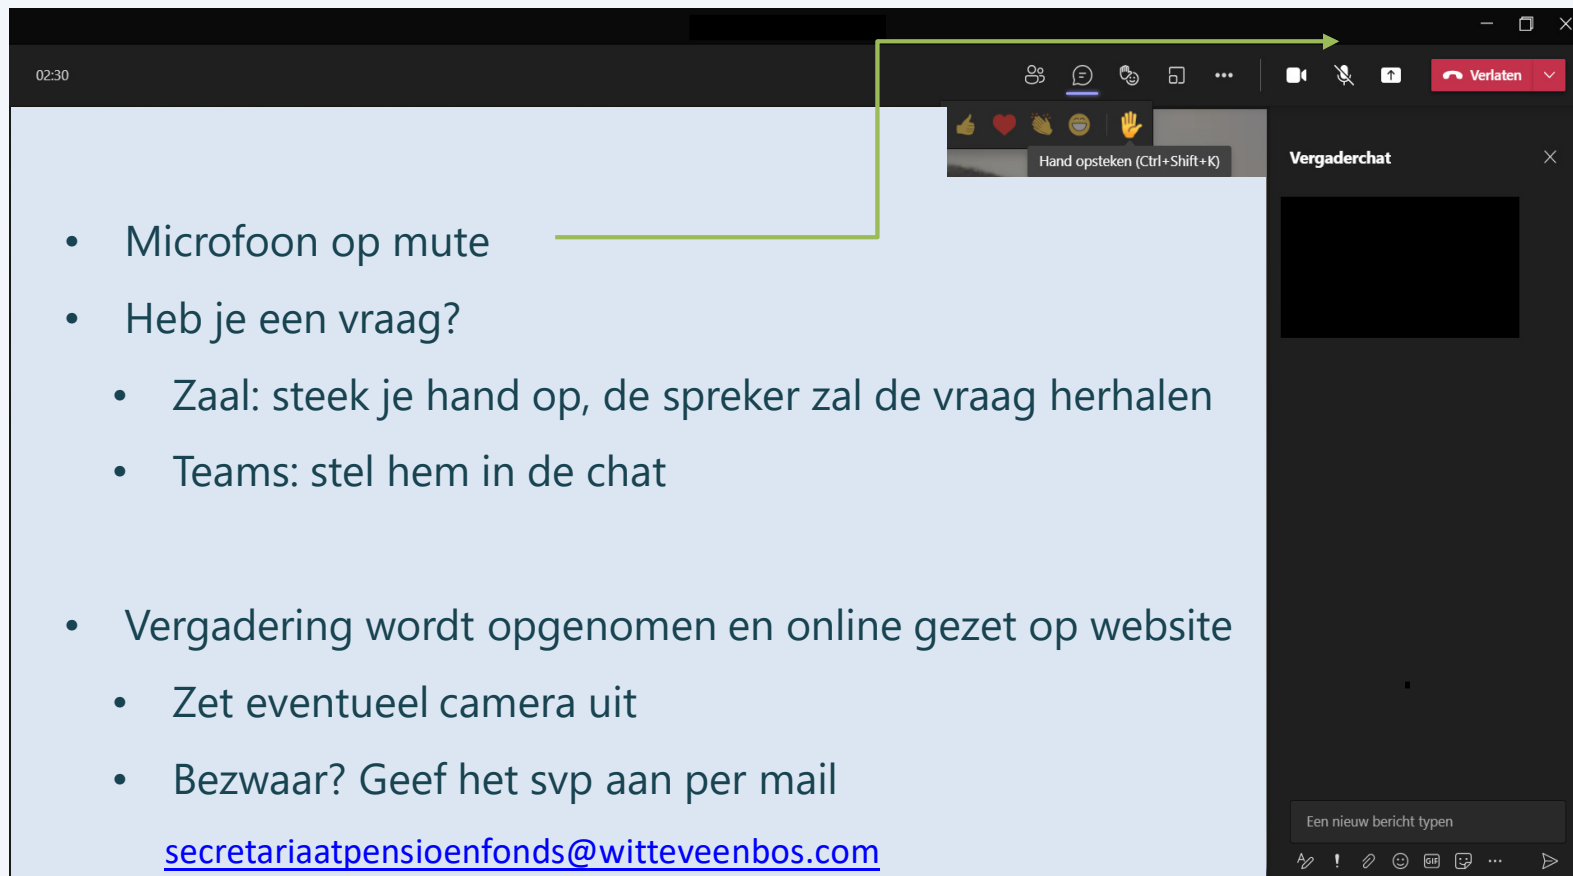 02:30
Verlaten
Hand opsteken (Ctrl+Shift+K)
Vergaderchat
• Microfoon op mute
• Heb je een vraag?
• Zaal: steek je hand op, de spreker zal de vraag herhalen
• Teams: stel hem in de chat
• Vergadering wordt opgenomen en online gezet op website
• Zet eventueel camera uit
• Bezwaar? Geef het svp aan per mail
secretariaatpensioenfonds@witteveenbos.com
Een nieuw bericht typen
GIF